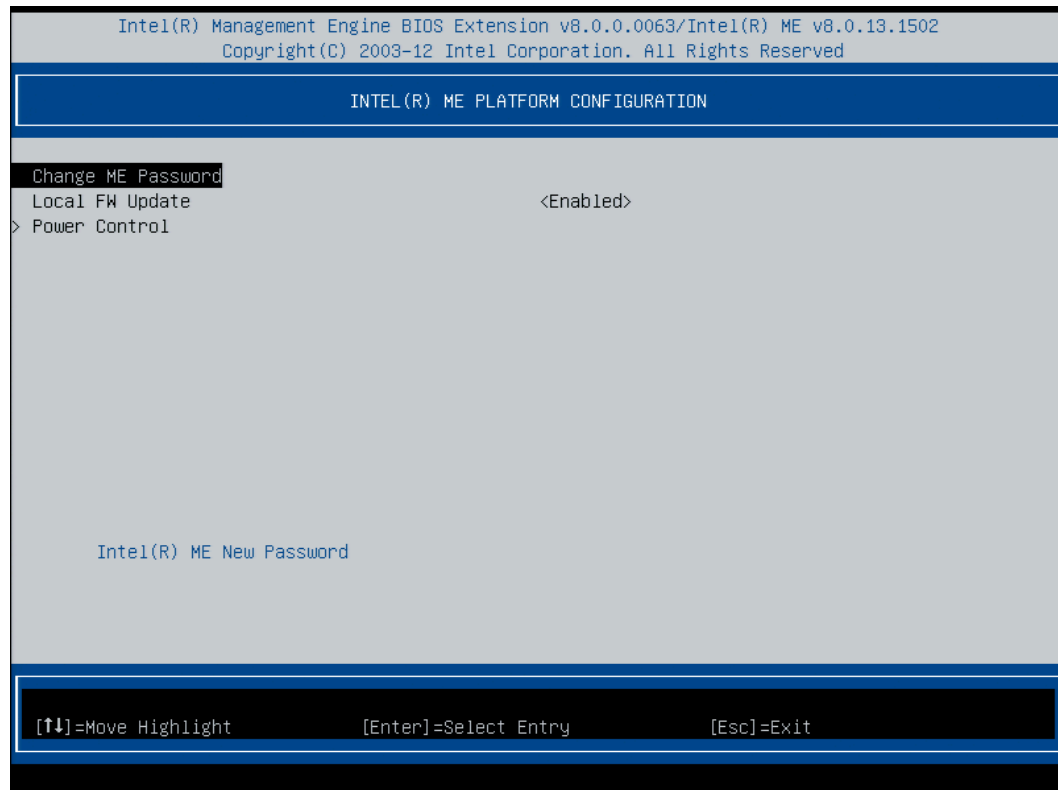 Intel(R) Management Engine BIOS Extension v8.0.0.0063/Intel(R) ME v8.0.13.1502
Copyright(C) 2003-12 Intel Corporation. All Rights Reserved
INTEL(R) ME PLATFORM CONFIGURATION
Change ME Password
Local FW Update <Enabled>
> Power Control
Intel(R) ME New Password
[↑↓]=Move Highlight [Enter]=Select Entry [Esc]=Exit